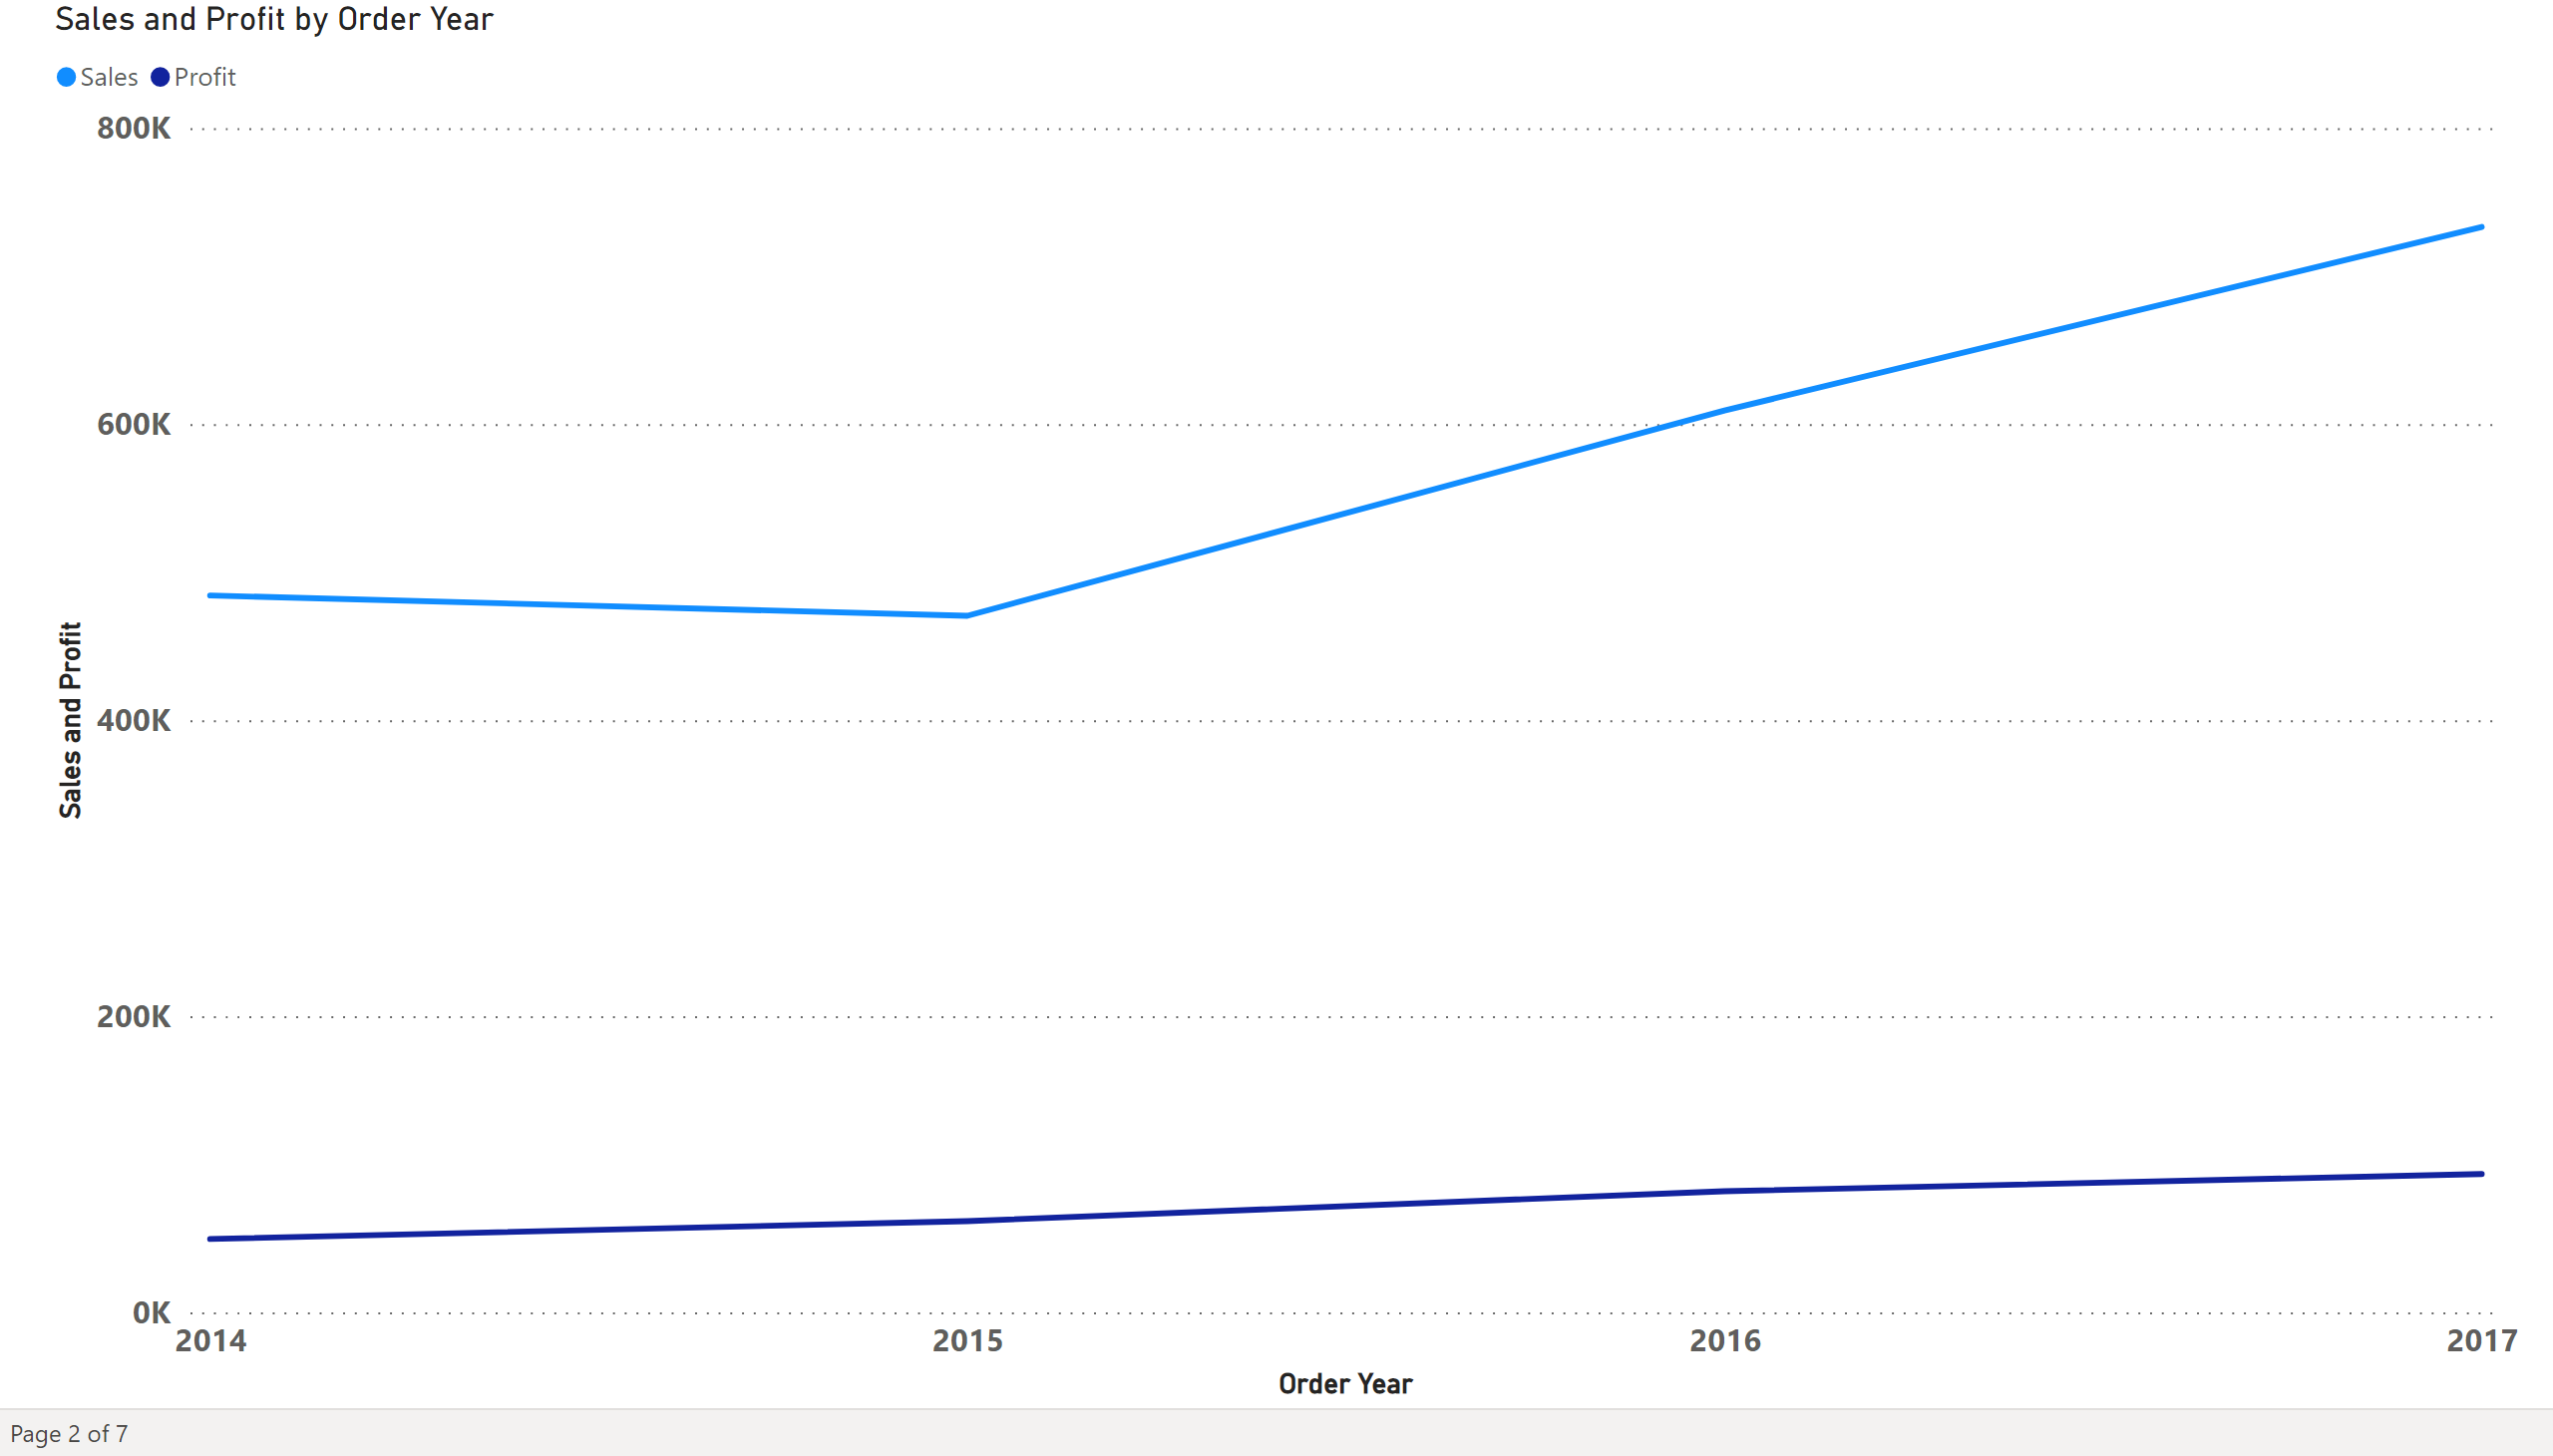 Sales and Profit by Order Year
Sales Profit
800K
600K
400K
200K
0K
Sales and Profit
2014 2015 2016 2017
Order Year
Page 2 of 7